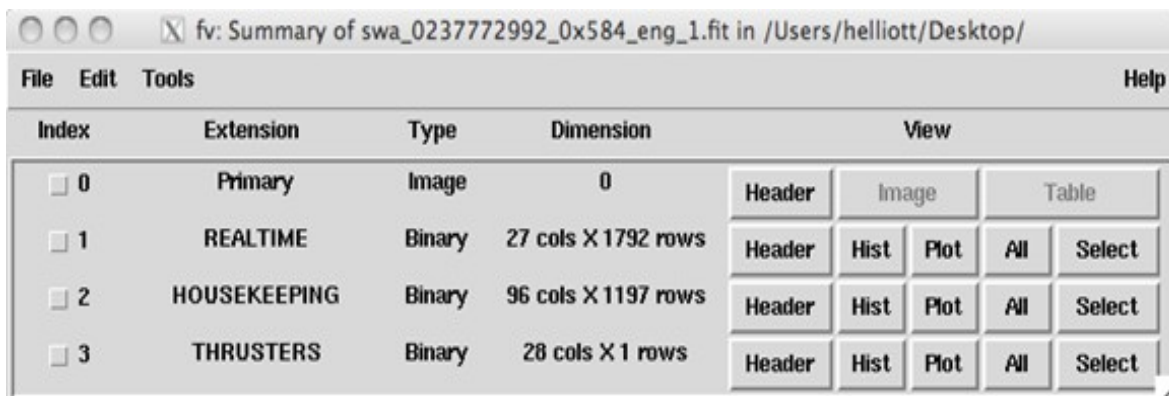 X fv: Summary of swa_0237772992_0x584_eng_1.fit in /Users/helliott/Desktop/
File Edit Tools Help
Index Extension Type Dimension View
0 Primary Image 0 Header Image Table
1 REALTIME Binary 27 cols X 1792 rows Header Hist Plot All Select
2 HOUSEKEEPING Binary 96 cols X 1197 rows Header Hist Plot All Select
3 THRUSTERS Binary 28 cols X 1 rows Header Hist Plot All Select